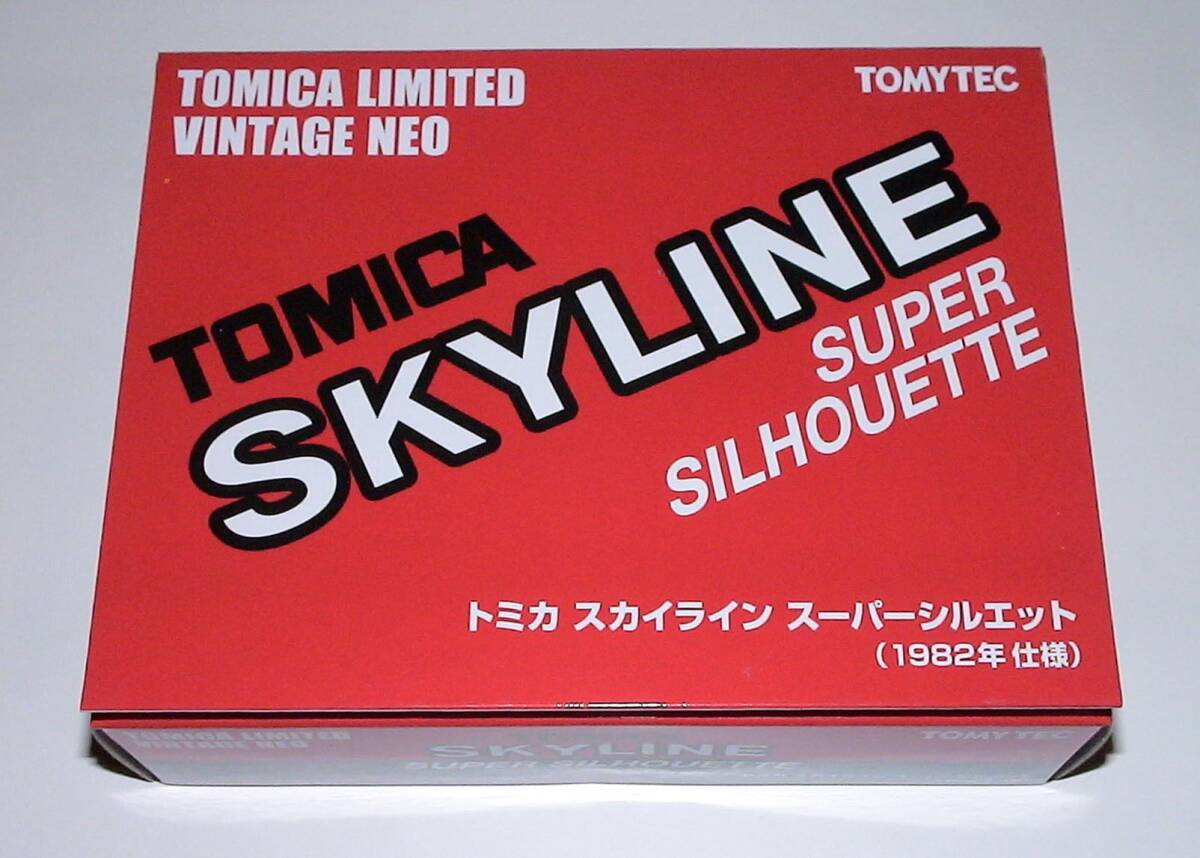 TOMICA LIMITED
VINTAGE NEO
TOMYTEC
TOMICA
SKYLINE
SUPER
SILHOUETTE
トミカ スカイライン スーパーシルエット
（1982年 仕様）
TOMICA LIMITED
VINTAGE NEO
SKYLINE
SUPER SILHOUETTE
TOMYTEC